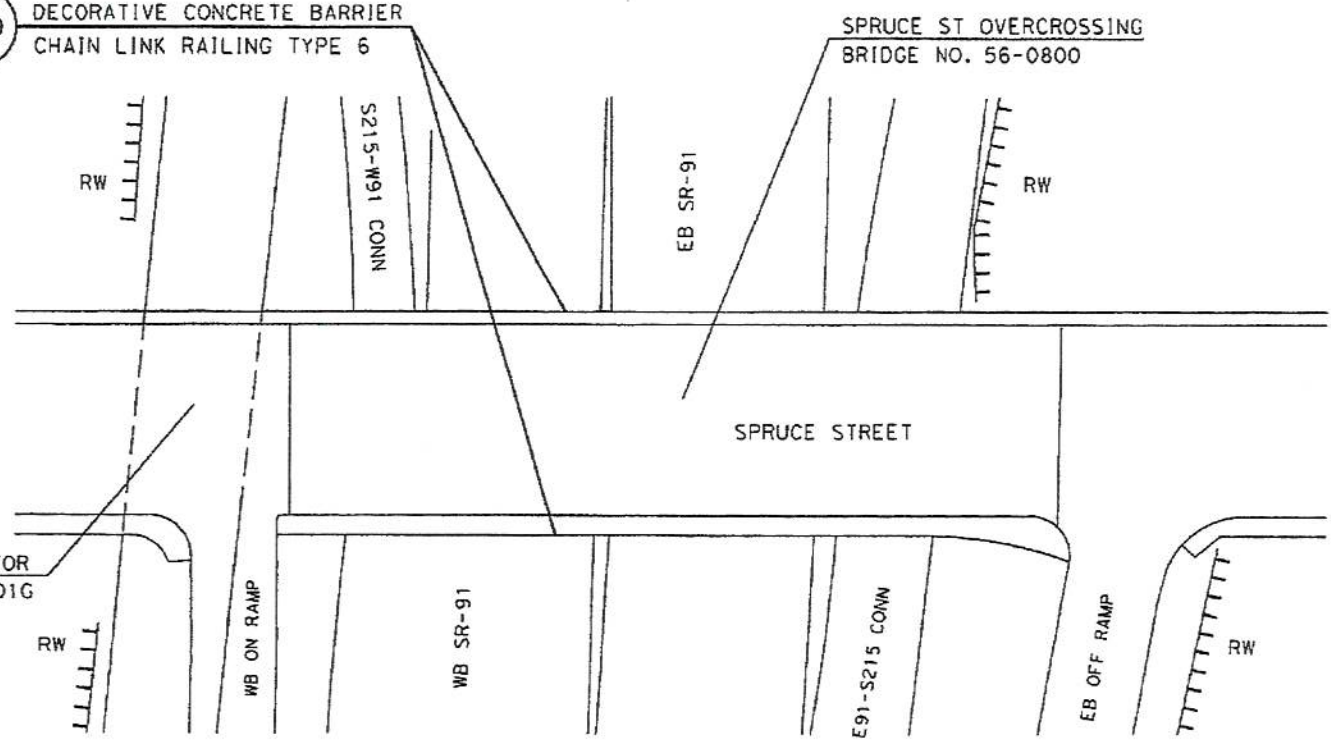 DECORATIVE CONCRETE BARRIER
CHAIN LINK RAILING TYPE 6
SPRUCE ST OVERCROSSING
BRIDGE NO. 56-0800
RW
S215-W91 CONN
EB SR-91
RW
SPRUCE STREET
OR
01G
RW
WB ON RAMP
WB SR-91
E91-S215 CONN
EB OFF RAMP
RW